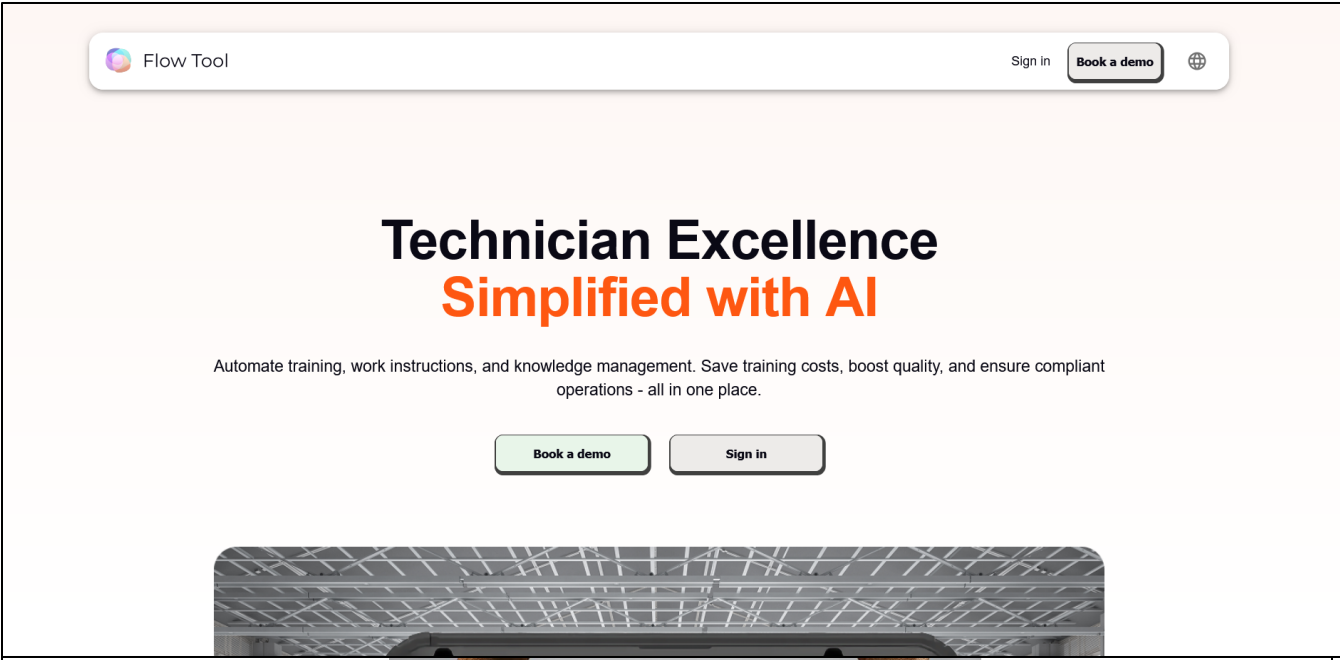 Flow Tool
Sign in
Book a demo
Technician Excellence
Simplified with AI
Automate training, work instructions, and knowledge management. Save training costs, boost quality, and ensure compliant
operations - all in one place.
Book a demo
Sign in